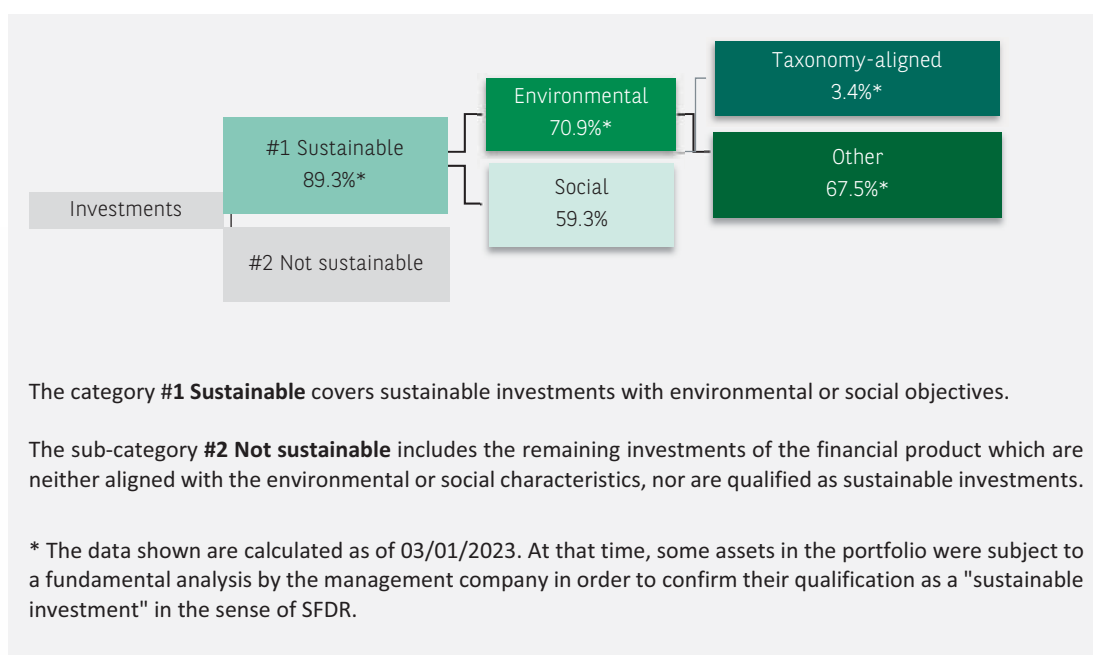 Taxonomy-aligned
3.4%*
Environmental
70.9%*
#1 Sustainable
89.3%*
Other
67.5%*
Social
59.3%
Investments
#2 Not sustainable
The category #1 Sustainable covers sustainable investments with environmental or social objectives.
The sub-category #2 Not sustainable includes the remaining investments of the financial product which are
neither aligned with the environmental or social characteristics, nor are qualified as sustainable investments.
* The data shown are calculated as of 03/01/2023. At that time, some assets in the portfolio were subject to
a fundamental analysis by the management company in order to confirm their qualification as a "sustainable
investment" in the sense of SFDR.